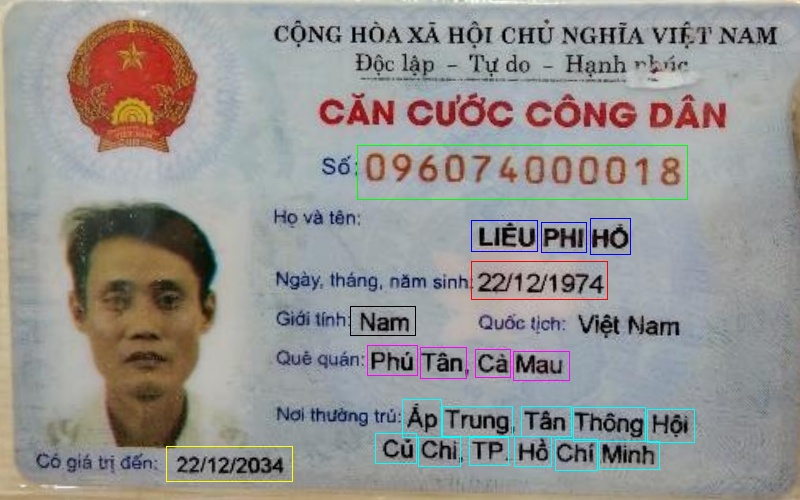 CỘNG HÒA XÃ HỘI CHỦ NGHĨA VIỆT NAM
Độc lập - Tự do - Hạnh phúc
CĂN CƯỚC CÔNG DÂN
Số: 096074000018
Họ và tên:
LIÊU PHI HỔ
Ngày, tháng, năm sinh: 22/12/1974
Giới tính: Nam Quốc tịch: Việt Nam
Quê quán: Phú Tân, Cà Mau
Nơi thường trú: Ấp Trung, Tân Thông Hội
Củ Chi, TP. Hồ Chí Minh
Có giá trị đến: 22/12/2034